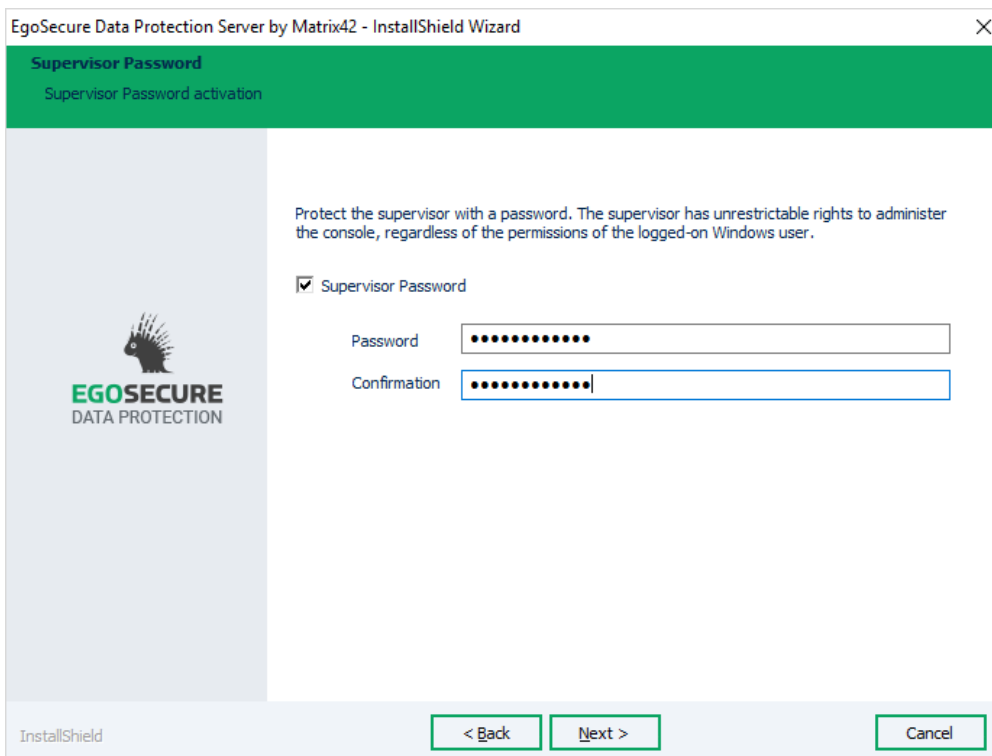 EgoSecure Data Protection Server by Matrix42 - InstallShield Wizard
Supervisor Password
Supervisor Password activation
Protect the supervisor with a password. The supervisor has unrestrictable rights to administer
the console, regardless of the permissions of the logged-on Windows user.
Supervisor Password
Password ●●●●●●●●●●●●
Confirmation ●●●●●●●●●●●●
EGOSECURE
DATA PROTECTION
InstallShield
< Back Next > Cancel